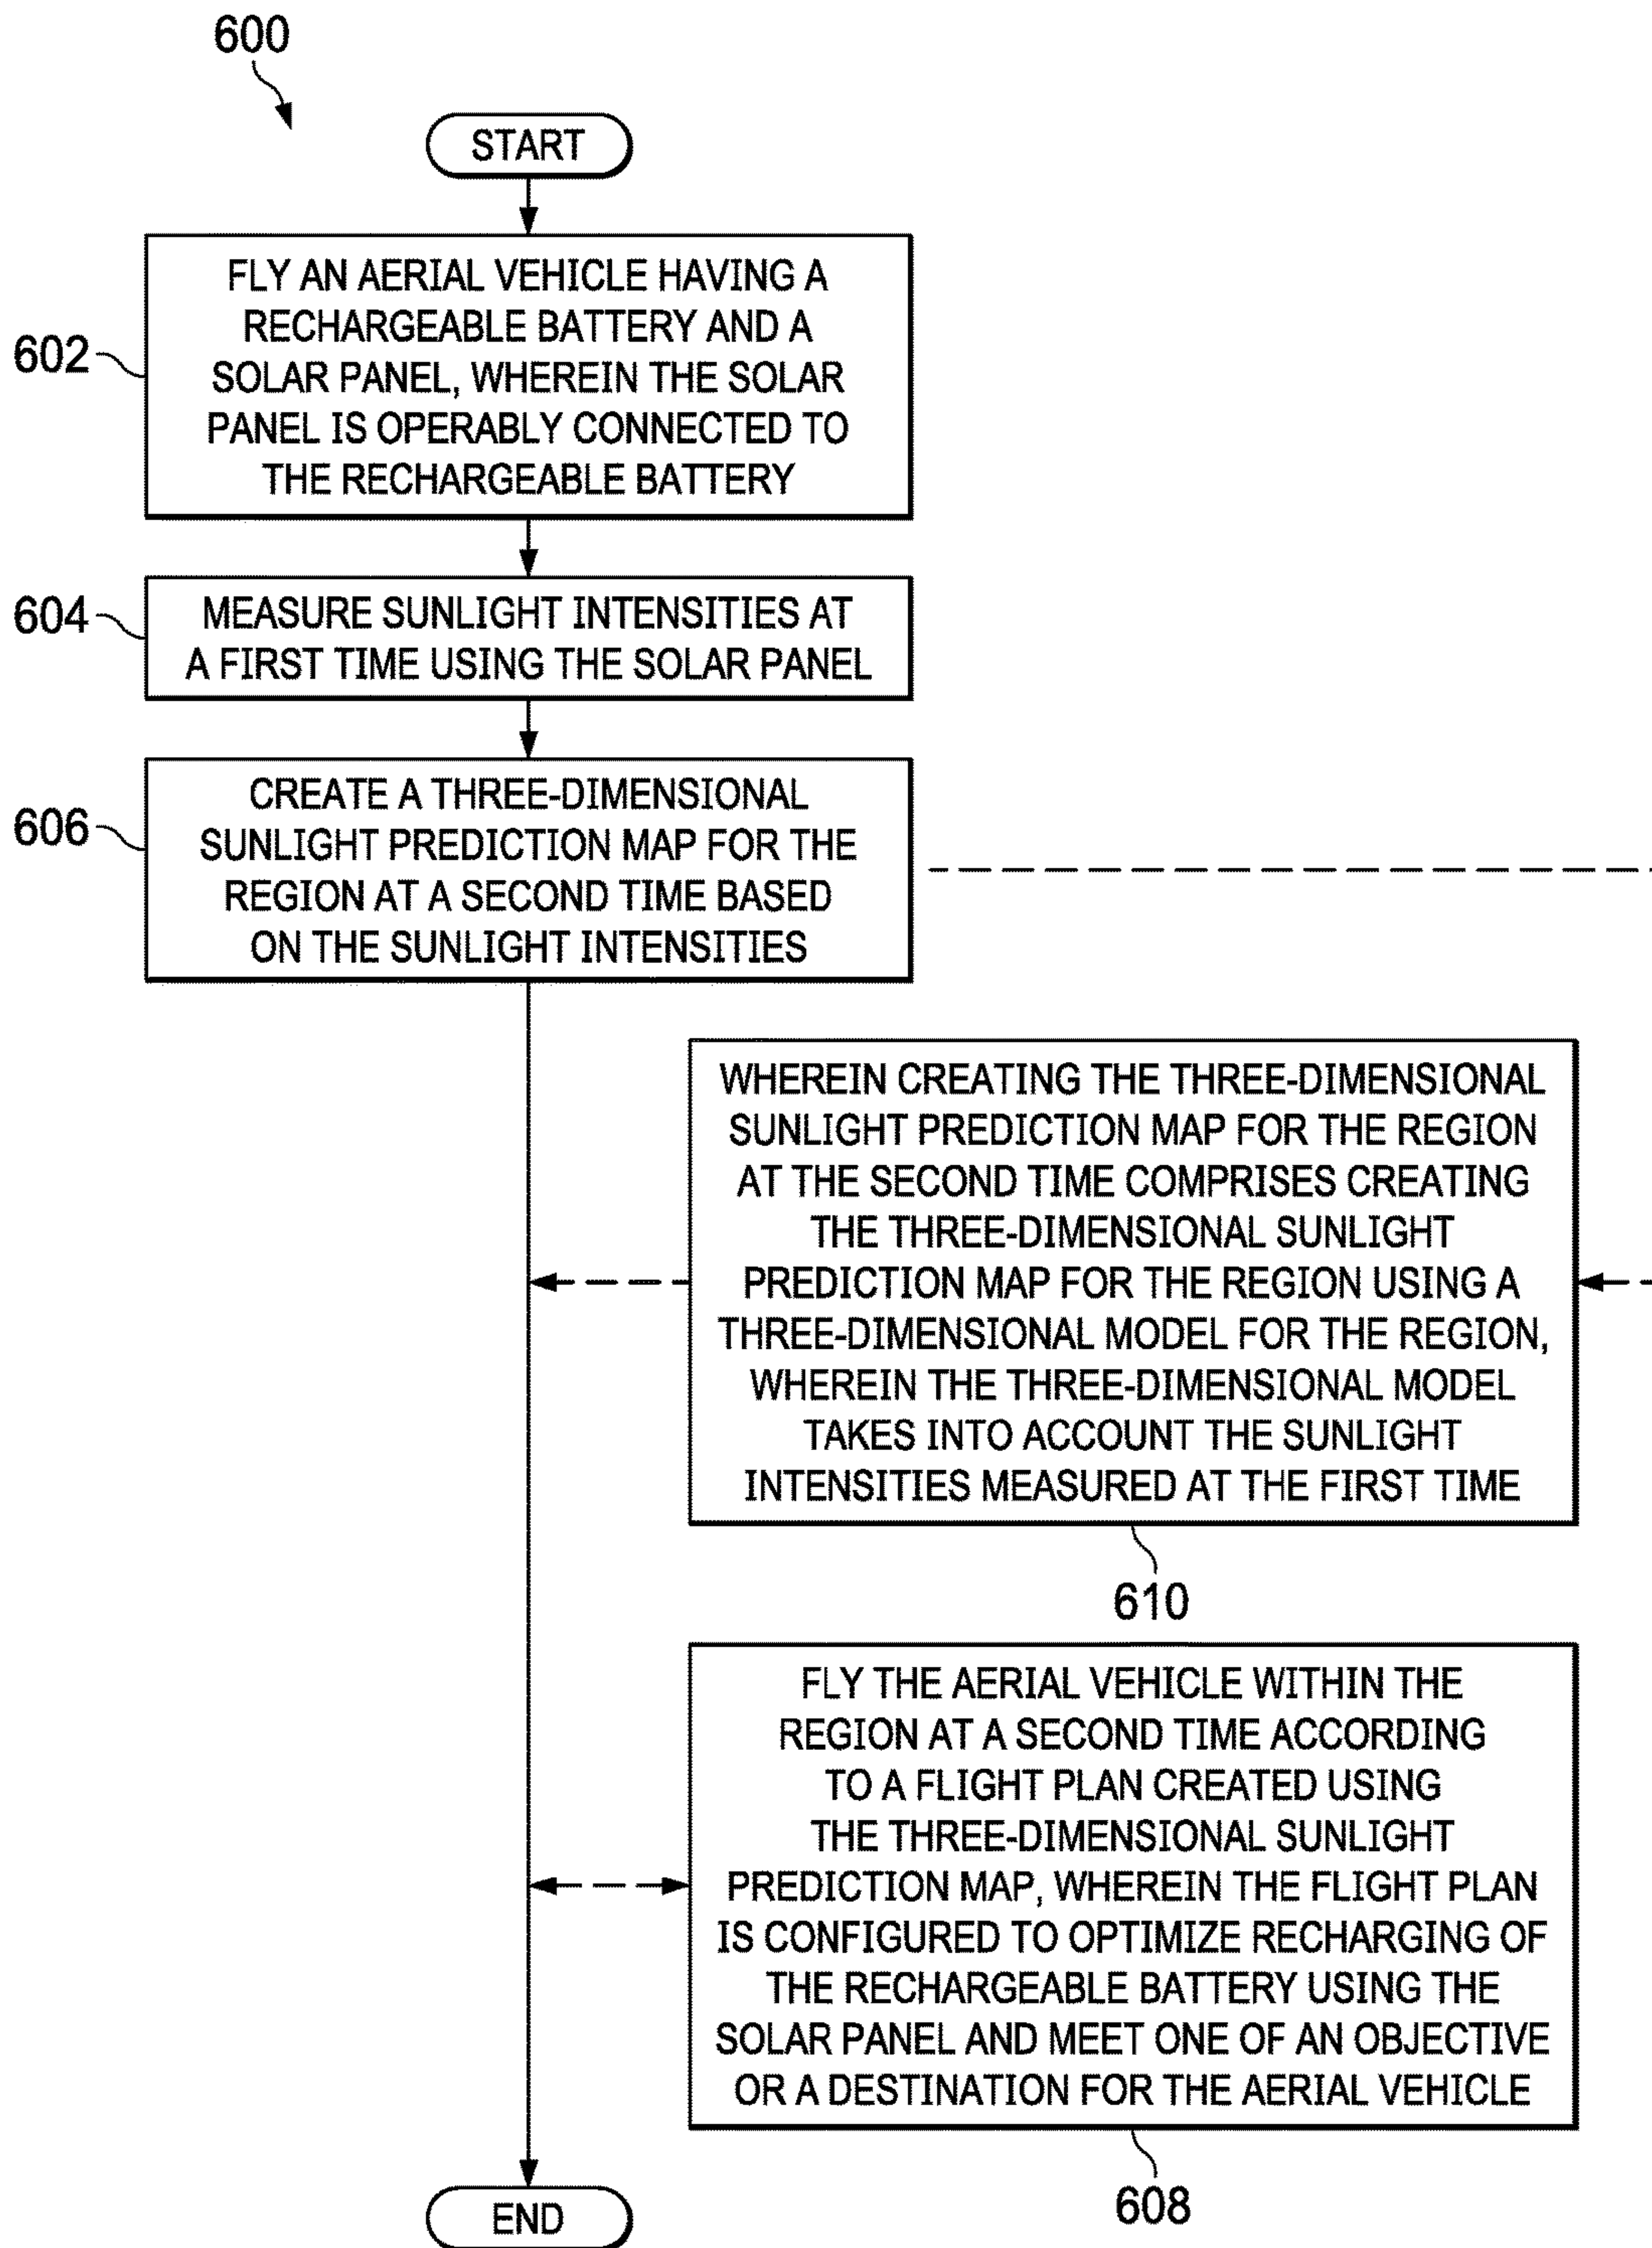 600
START
FLY AN AERIAL VEHICLE HAVING A
RECHARGEABLE BATTERY AND A
SOLAR PANEL, WHEREIN THE SOLAR
PANEL IS OPERABLY CONNECTED TO
THE RECHARGEABLE BATTERY
602
MEASURE SUNLIGHT INTENSITIES AT
A FIRST TIME USING THE SOLAR PANEL
604
CREATE A THREE-DIMENSIONAL
SUNLIGHT PREDICTION MAP FOR THE
REGION AT A SECOND TIME BASED
ON THE SUNLIGHT INTENSITIES
606
WHEREIN CREATING THE THREE-DIMENSIONAL
SUNLIGHT PREDICTION MAP FOR THE REGION
AT THE SECOND TIME COMPRISES CREATING
THE THREE-DIMENSIONAL SUNLIGHT
PREDICTION MAP FOR THE REGION USING A
THREE-DIMENSIONAL MODEL FOR THE REGION,
WHEREIN THE THREE-DIMENSIONAL MODEL
TAKES INTO ACCOUNT THE SUNLIGHT
INTENSITIES MEASURED AT THE FIRST TIME
610
FLY THE AERIAL VEHICLE WITHIN THE
REGION AT A SECOND TIME ACCORDING
TO A FLIGHT PLAN CREATED USING
THE THREE-DIMENSIONAL SUNLIGHT
PREDICTION MAP, WHEREIN THE FLIGHT PLAN
IS CONFIGURED TO OPTIMIZE RECHARGING OF
THE RECHARGEABLE BATTERY USING THE
SOLAR PANEL AND MEET ONE OF AN OBJECTIVE
OR A DESTINATION FOR THE AERIAL VEHICLE
608
END